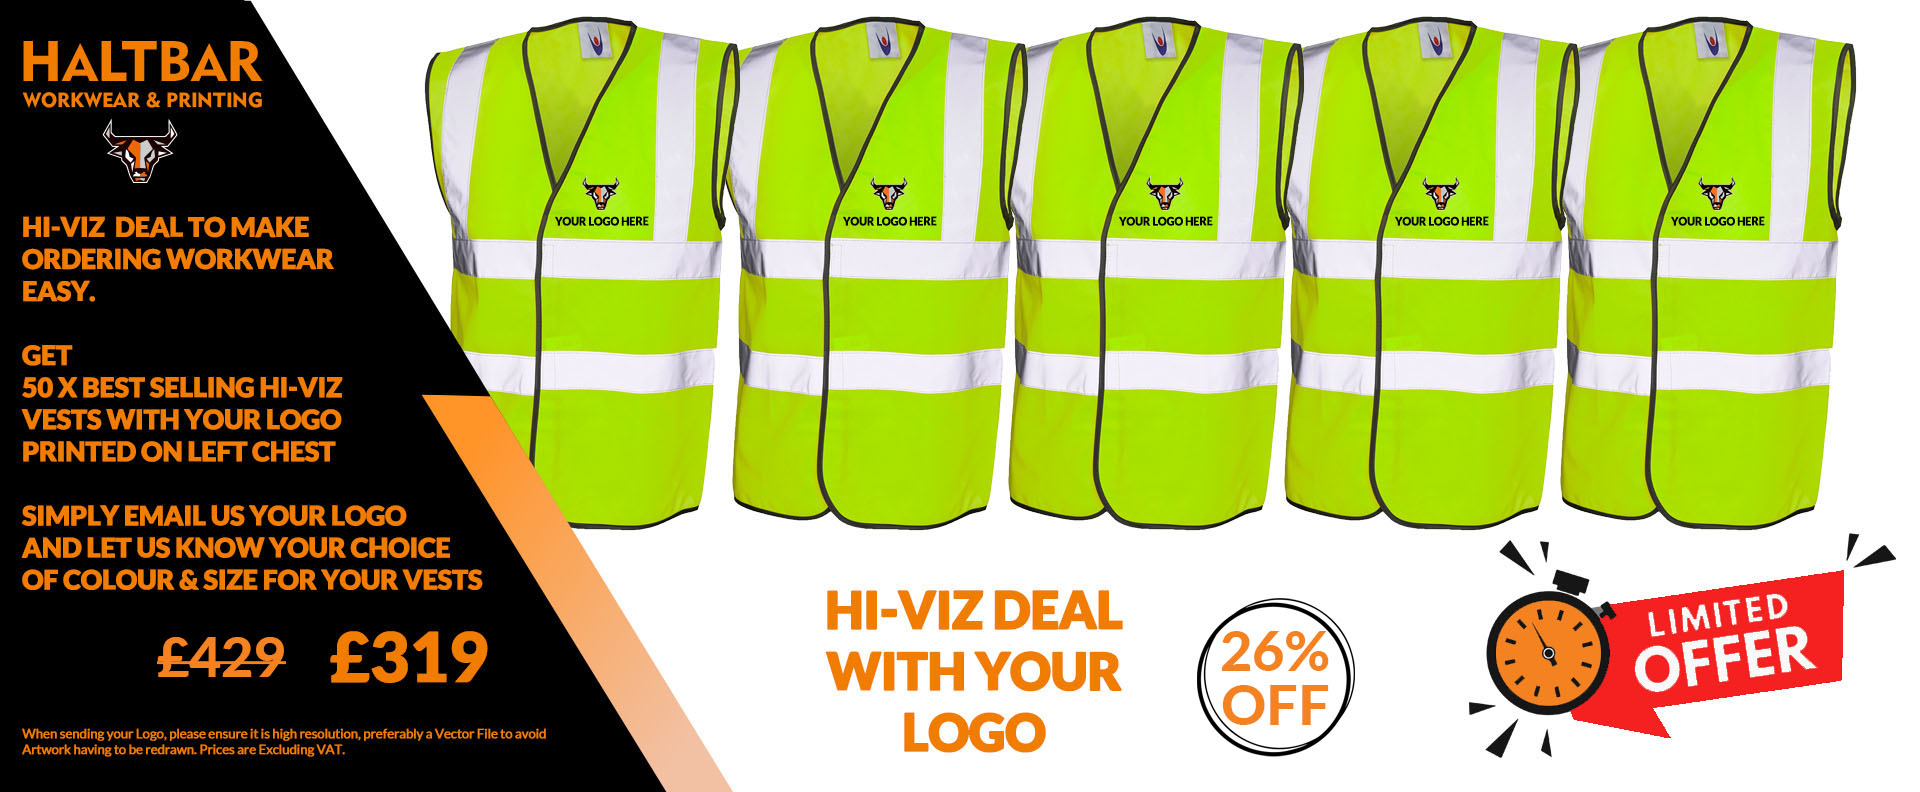 HALTBAR
WORKWEAR & PRINTING
HI-VIZ DEAL TO MAKE
ORDERING WORKWEAR
EASY.
GET
50 X BEST SELLING HI-VIZ
VESTS WITH YOUR LOGO
PRINTED ON LEFT CHEST
SIMPLY EMAIL US YOUR LOGO
AND LET US KNOW YOUR CHOICE
OF COLOUR & SIZE FOR YOUR VESTS
£429 £319
When sending your Logo, please ensure it is high resolution, preferably a Vector File to avoid
Artwork having to be redrawn. Prices are Excluding VAT.
YOUR LOGO HERE
YOUR LOGO HERE
YOUR LOGO HERE
YOUR LOGO HERE
YOUR LOGO HERE
HI-VIZ DEAL
WITH YOUR
LOGO
26%
OFF
LIMITED
OFFER